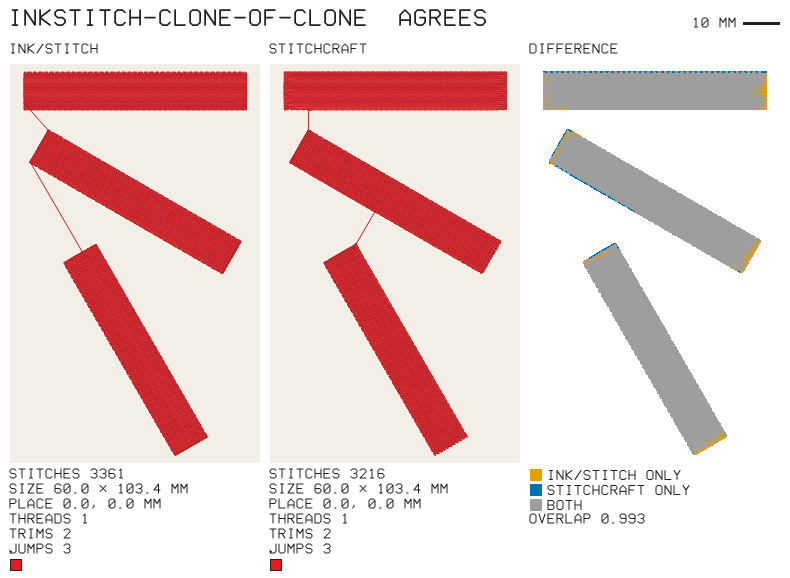 INKSTITCH-CLONE-OF-CLONE AGREES
10 MM
INK/STITCH
STITCHCRAFT
DIFFERENCE
STITCHES 3361
SIZE 60.0 × 103.4 MM
PLACE 0.0, 0.0 MM
THREADS 1
TRIMS 2
JUMPS 3
STITCHES 3216
SIZE 60.0 × 103.4 MM
PLACE 0.0, 0.0 MM
THREADS 1
TRIMS 2
JUMPS 3
INK/STITCH ONLY
STITCHCRAFT ONLY
BOTH
OVERLAP 0.993